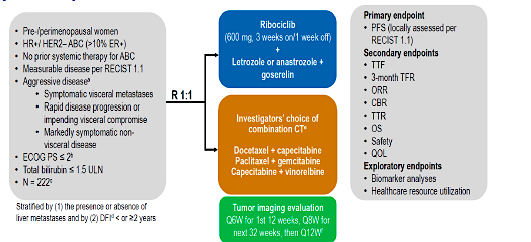 Pre-/perimenopausal women
HR+/ HER2– ABC (>10% ER+)
No prior systemic therapy for ABC
Measurable disease per RECIST 1.1
Aggressive diseaseᵃ
Symptomatic visceral metastases
Rapid disease progression or
impending visceral compromise
Markedly symptomatic non-
visceral disease
ECOG PS ≤ 2ᵇ
Total bilirubin ≤ 1.5 ULN
N = 222ᶜ
Stratified by (1) the presence or absence of
liver metastases and by (2) DFIᵈ < or ≥2 years
R 1:1
Ribociclib
(600 mg, 3 weeks on/1 week off)
+
Letrozole or anastrozole +
goserelin
Investigators' choice of
combination CTᵉ
Docetaxel + capecitabine
Paclitaxel + gemcitabine
Capecitabine + vinorelbine
Tumor imaging evaluation
Q6W for 1st 12 weeks, Q8W for
next 32 weeks, then Q12Wᶠ
Primary endpoint
PFS (locally assessed per
RECIST 1.1)
Secondary endpoints
TTF
3-month TFR
ORR
CBR
TTR
OS
Safety
QOL
Exploratory endpoints
Biomarker analyses
Healthcare resource utilization